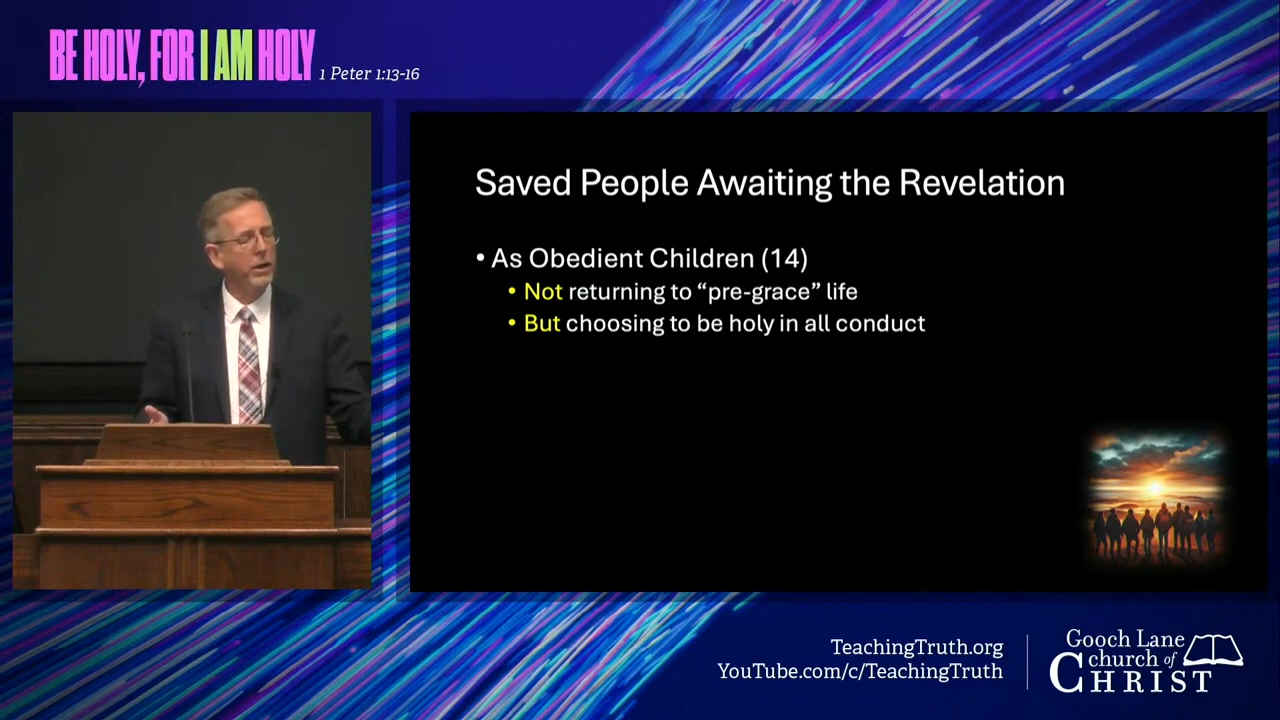 BE HOLY, FOR I AM HOLY 1 Peter 1:13-16
Saved People Awaiting the Revelation
• As Obedient Children (14)
• Not returning to “pre-grace” life
• But choosing to be holy in all conduct
TeachingTruth.org
YouTube.com/c/TeachingTruth
Gooch Lane
church of
CHRIST